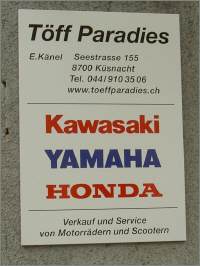 Töff Paradies
E.Känel Seestrasse 155
8700 Küsnacht
Tel. 044/910 35 06
www.toeffparadies.ch
Kawasaki
YAMAHA
HONDA
Verkauf und Service
von Motorrädern und Scootern